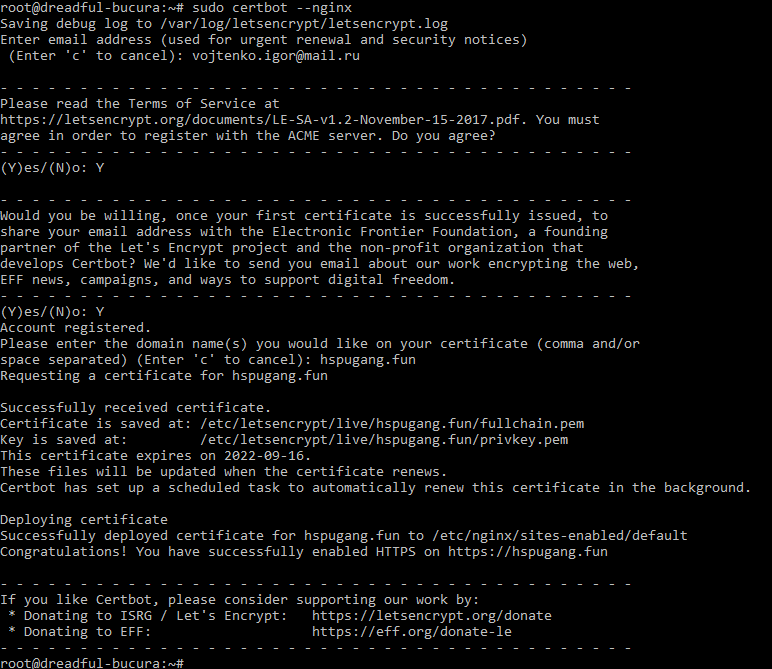 root@dreadful-bucura:~# sudo certbot --nginx
Saving debug log to /var/log/letsencrypt/letsencrypt.log
Enter email address (used for urgent renewal and security notices)
 (Enter 'c' to cancel): vojtenko.igor@mail.ru

- - - - - - - - - - - - - - - - - - - - - - - - - - - - - - - - - - - - - - - -
Please read the Terms of Service at
https://letsencrypt.org/documents/LE-SA-v1.2-November-15-2017.pdf. You must
agree in order to register with the ACME server. Do you agree?
- - - - - - - - - - - - - - - - - - - - - - - - - - - - - - - - - - - - - - - -
(Y)es/(N)o: Y

- - - - - - - - - - - - - - - - - - - - - - - - - - - - - - - - - - - - - - - -
Would you be willing, once your first certificate is successfully issued, to
share your email address with the Electronic Frontier Foundation, a founding
partner of the Let's Encrypt project and the non-profit organization that
develops Certbot? We'd like to send you email about our work encrypting the web,
EFF news, campaigns, and ways to support digital freedom.
- - - - - - - - - - - - - - - - - - - - - - - - - - - - - - - - - - - - - - - -
(Y)es/(N)o: Y
Account registered.
Please enter the domain name(s) you would like on your certificate (comma and/or
space separated) (Enter 'c' to cancel): hspugang.fun
Requesting a certificate for hspugang.fun

Successfully received certificate.
Certificate is saved at: /etc/letsencrypt/live/hspugang.fun/fullchain.pem
Key is saved at:         /etc/letsencrypt/live/hspugang.fun/privkey.pem
This certificate expires on 2022-09-16.
These files will be updated when the certificate renews.
Certbot has set up a scheduled task to automatically renew this certificate in the background.

Deploying certificate
Successfully deployed certificate for hspugang.fun to /etc/nginx/sites-enabled/default
Congratulations! You have successfully enabled HTTPS on https://hspugang.fun

- - - - - - - - - - - - - - - - - - - - - - - - - - - - - - - - - - - - - - - -
If you like Certbot, please consider supporting our work by:
 * Donating to ISRG / Let's Encrypt:   https://letsencrypt.org/donate
 * Donating to EFF:                    https://eff.org/donate-le
- - - - - - - - - - - - - - - - - - - - - - - - - - - - - - - - - - - - - - - -
root@dreadful-bucura:~#